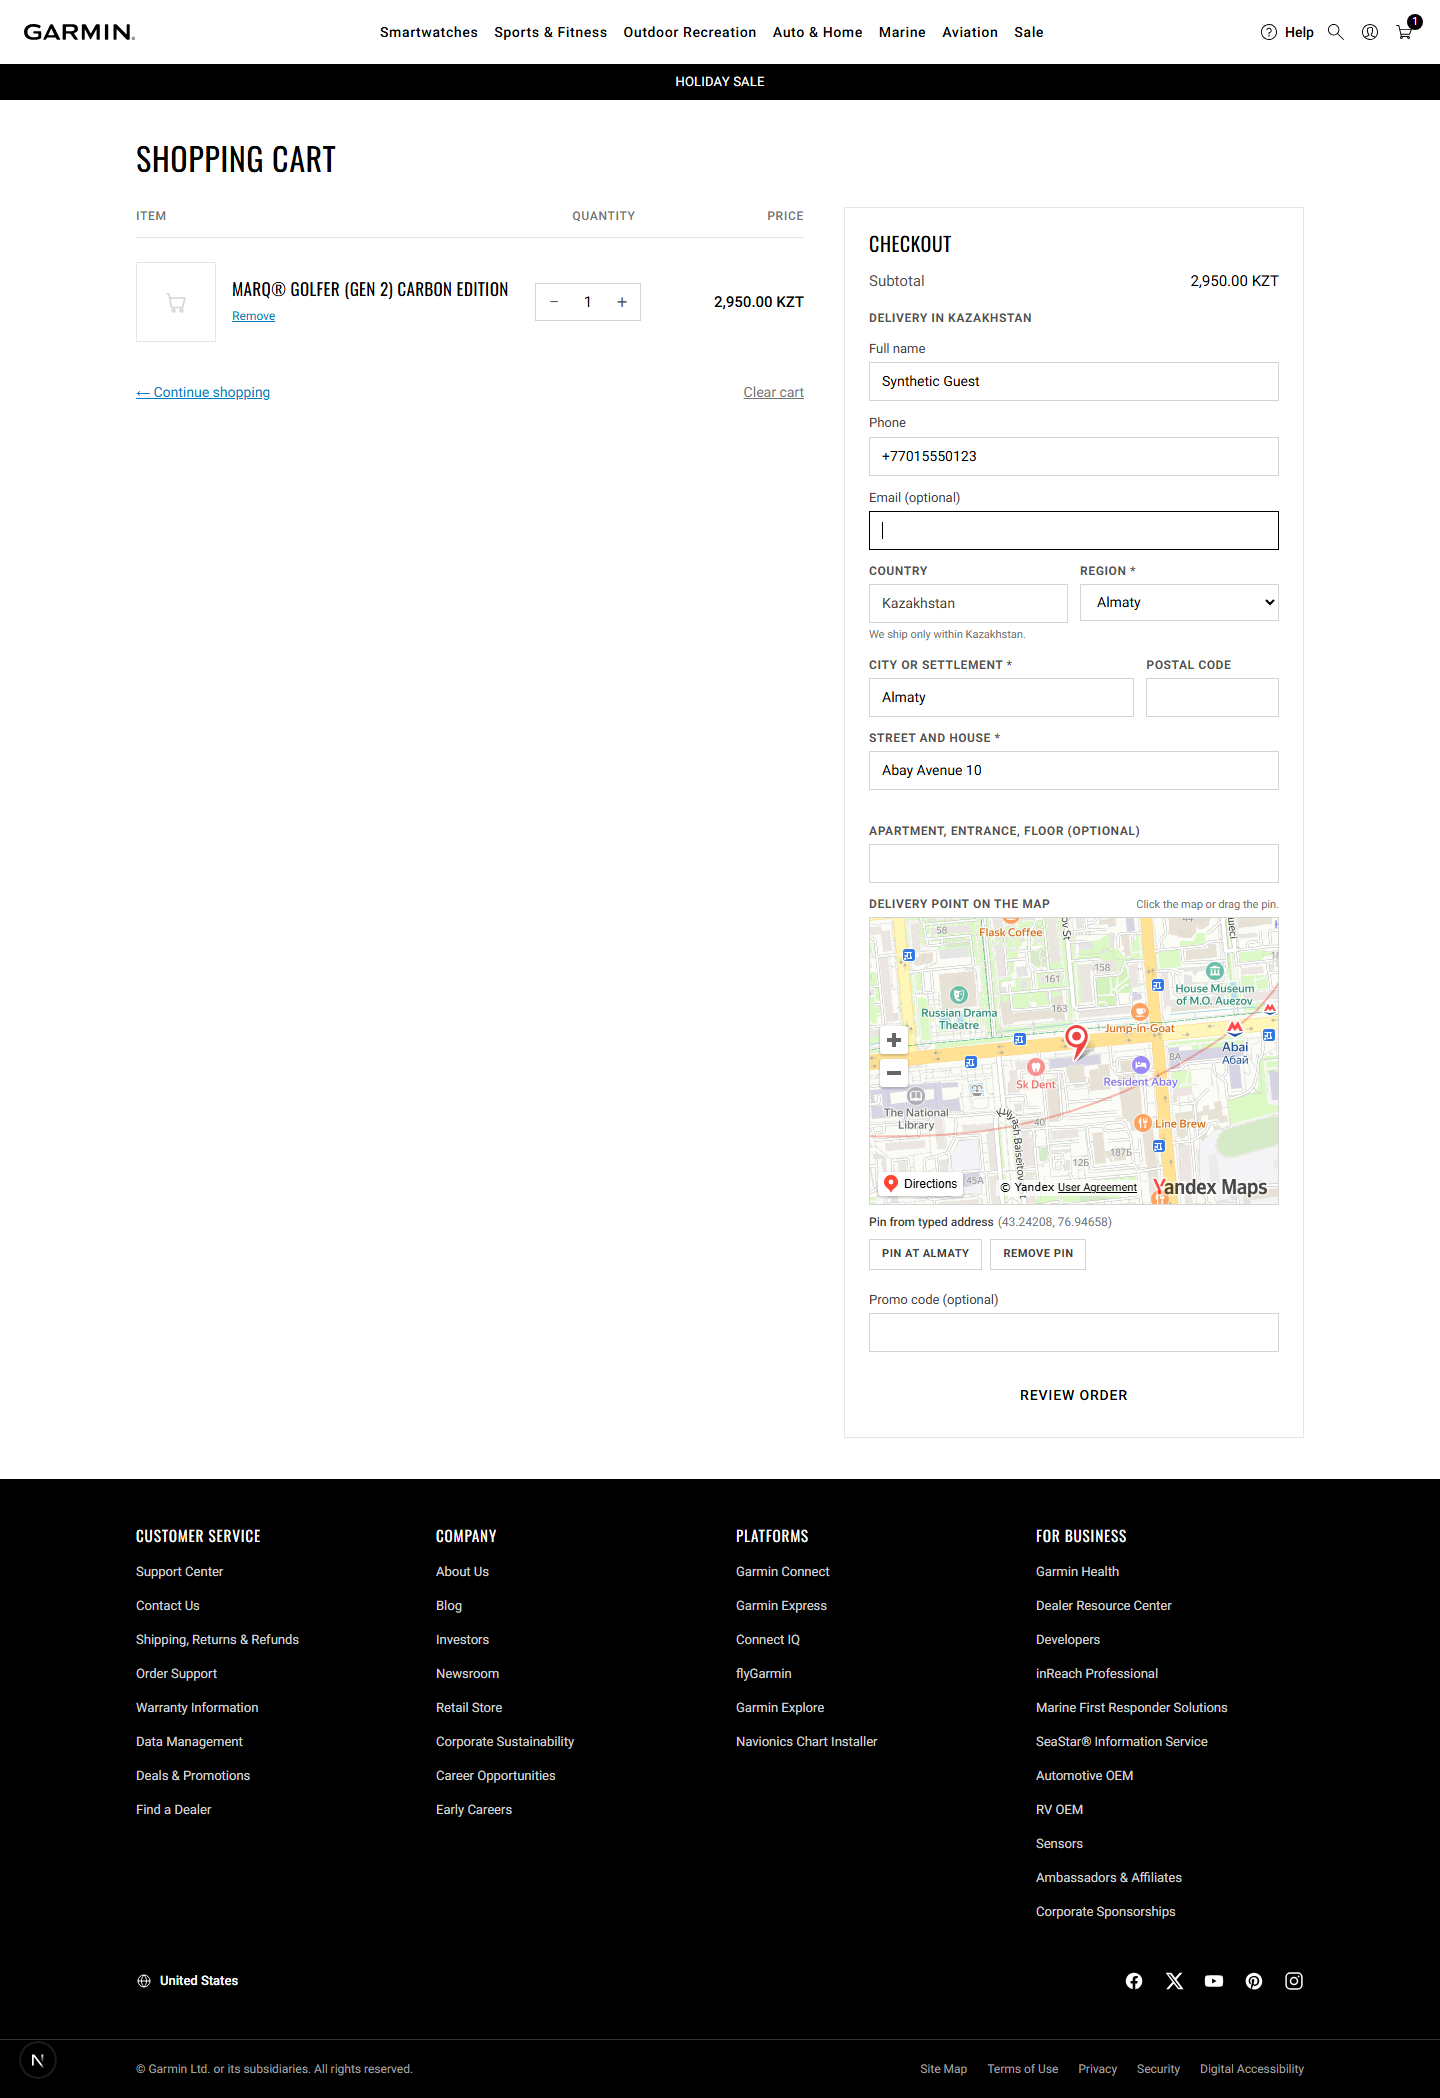 GARMIN.
Smartwatches Sports & Fitness Outdoor Recreation Auto & Home Marine Aviation Sale
Help
1
HOLIDAY SALE
SHOPPING CART
ITEM QUANTITY PRICE
MARQ® GOLFER (GEN 2) CARBON EDITION
Remove
− 1 +
2,950.00 KZT
← Continue shopping
Clear cart
CHECKOUT
Subtotal 2,950.00 KZT
DELIVERY IN KAZAKHSTAN
Full name
Synthetic Guest
Phone
+77015550123
Email (optional)
COUNTRY REGION *
Kazakhstan Almaty
We ship only within Kazakhstan.
CITY OR SETTLEMENT * POSTAL CODE
Almaty
STREET AND HOUSE *
Abay Avenue 10
APARTMENT, ENTRANCE, FLOOR (OPTIONAL)
DELIVERY POINT ON THE MAP Click the map or drag the pin.
58
Flask Coffee
44
158
161
House Museum
of M.O. Auezov
Russian Drama
Theatre
163
Jump-in-Goat
Abai
Абай
8A
Sk Dent
Resident Abay
The National
Library
40
Line Brew
12Б
187Б
45A
Directions
© Yandex User Agreement
Yandex Maps
Pin from typed address (43.24208, 76.94658)
PIN AT ALMATY REMOVE PIN
Promo code (optional)
REVIEW ORDER
CUSTOMER SERVICE
Support Center
Contact Us
Shipping, Returns & Refunds
Order Support
Warranty Information
Data Management
Deals & Promotions
Find a Dealer
COMPANY
About Us
Blog
Investors
Newsroom
Retail Store
Corporate Sustainability
Career Opportunities
Early Careers
PLATFORMS
Garmin Connect
Garmin Express
Connect IQ
flyGarmin
Garmin Explore
Navionics Chart Installer
FOR BUSINESS
Garmin Health
Dealer Resource Center
Developers
inReach Professional
Marine First Responder Solutions
SeaStar® Information Service
Automotive OEM
RV OEM
Sensors
Ambassadors & Affiliates
Corporate Sponsorships
United States
N
© Garmin Ltd. or its subsidiaries. All rights reserved.
Site Map Terms of Use Privacy Security Digital Accessibility